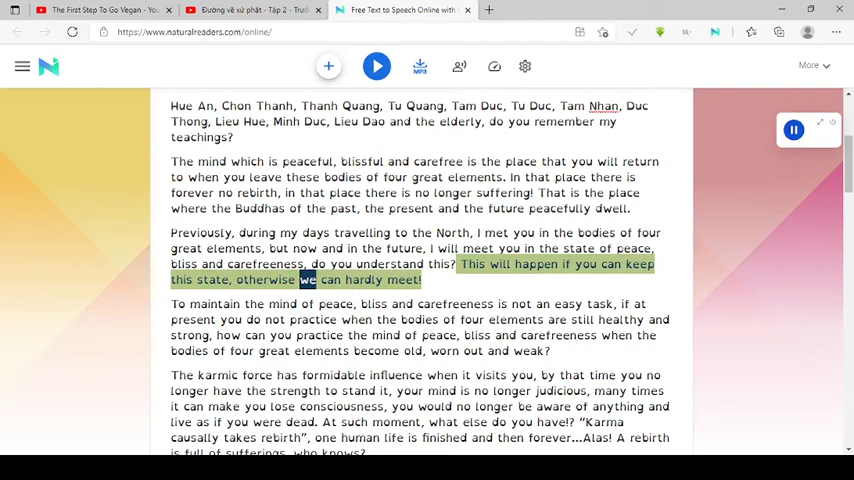 The First Step To Go Vegan - You
Đường về xứ phật - Tập 2 - Trướ
Free Text to Speech Online with
https://www.naturalreaders.com/online/
MP3
More
Hue An, Chon Thanh, Thanh Quang, Tu Quang, Tam Duc, Tu Duc, Tam Nhan, Duc
Thong, Lieu Hue, Minh Duc, Lieu Dao and the elderly, do you remember my
teachings?
The mind which is peaceful, blissful and carefree is the place that you will return
to when you leave these bodies of four great elements. In that place there is
forever no rebirth, in that place there is no longer suffering! That is the place
where the Buddhas of the past, the present and the future peacefully dwell.
Previously, during my days travelling to the North, I met you in the bodies of four
great elements, but now and in the future, I will meet you in the state of peace,
bliss and carefreeness, do you understand this? This will happen if you can keep
this state, otherwise we can hardly meet!
To maintain the mind of peace, bliss and carefreeness is not an easy task, if at
present you do not practice when the bodies of four elements are still healthy and
strong, how can you practice the mind of peace, bliss and carefreeness when the
bodies of four great elements become old, worn out and weak?
The karmic force has formidable influence when it visits you, by that time you no
longer have the strength to stand it, your mind is no longer judicious, many times
it can make you lose consciousness, you would no longer be aware of anything and
live as if you were dead. At such moment, what else do you have!? “Karma
causally takes rebirth”, one human life is finished and then forever...Alas! A rebirth
is full of sufferings, who knows?